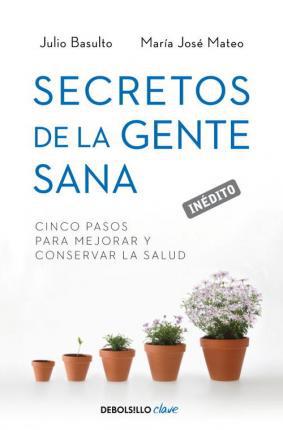 Julio Basulto María José Mateo
SECRETOS
DE LA GENTE
SANA
INÉDITO
CINCO PASOS
PARA MEJORAR Y
CONSERVAR LA SALUD
DEBOLSILLO clave